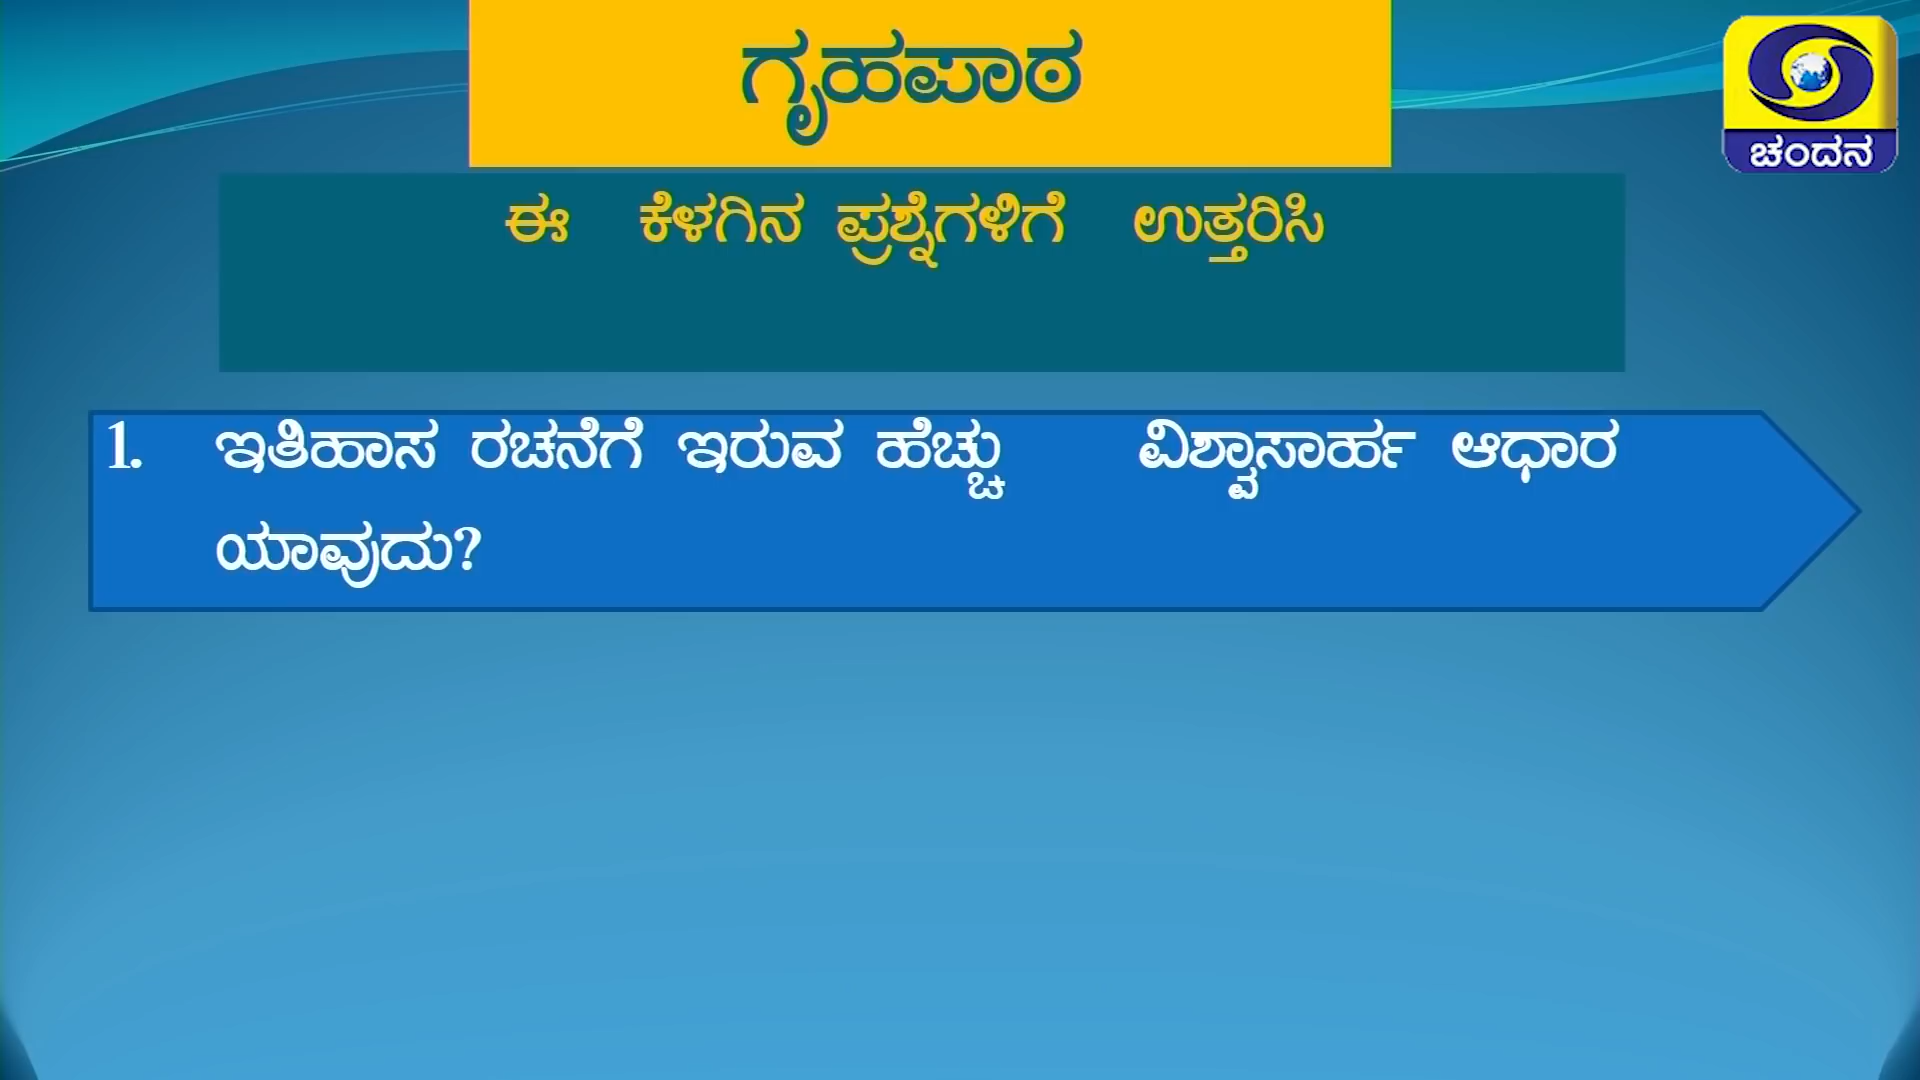 ಗೃಹಪಾಠ
ಚಂದನ
ಈ ಕೆಳಗಿನ ಪ್ರಶ್ನೆಗಳಿಗೆ ಉತ್ತರಿಸಿ
1. ಇತಿಹಾಸ ರಚನೆಗೆ ಇರುವ ಹೆಚ್ಚು ವಿಶ್ವಾಸಾರ್ಹ ಆಧಾರ
ಯಾವುದು?